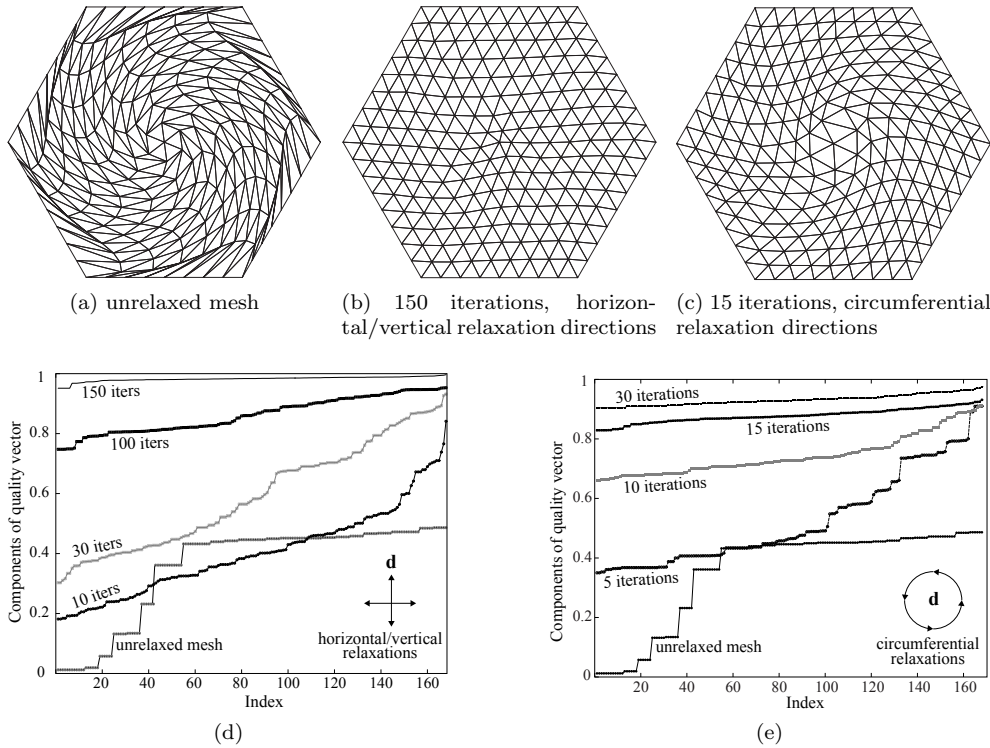 (a) unrelaxed mesh
(b) 150 iterations, horizon-
tal/vertical relaxation directions
(c) 15 iterations, circumferential
relaxation directions
Components of quality vector
1
0.8
0.6
0.4
0.2
0
150 iters
100 iters
30 iters
10 iters
unrelaxed mesh
d
horizontal/vertical
relaxations
20
40
60
80
100
120
140
160
Index
(d)
Components of quality vector
1
0.8
0.6
0.4
0.2
0
30 iterations
15 iterations
10 iterations
5 iterations
unrelaxed mesh
d
circumferential
relaxations
20
40
60
80
100
120
140
160
Index
(e)